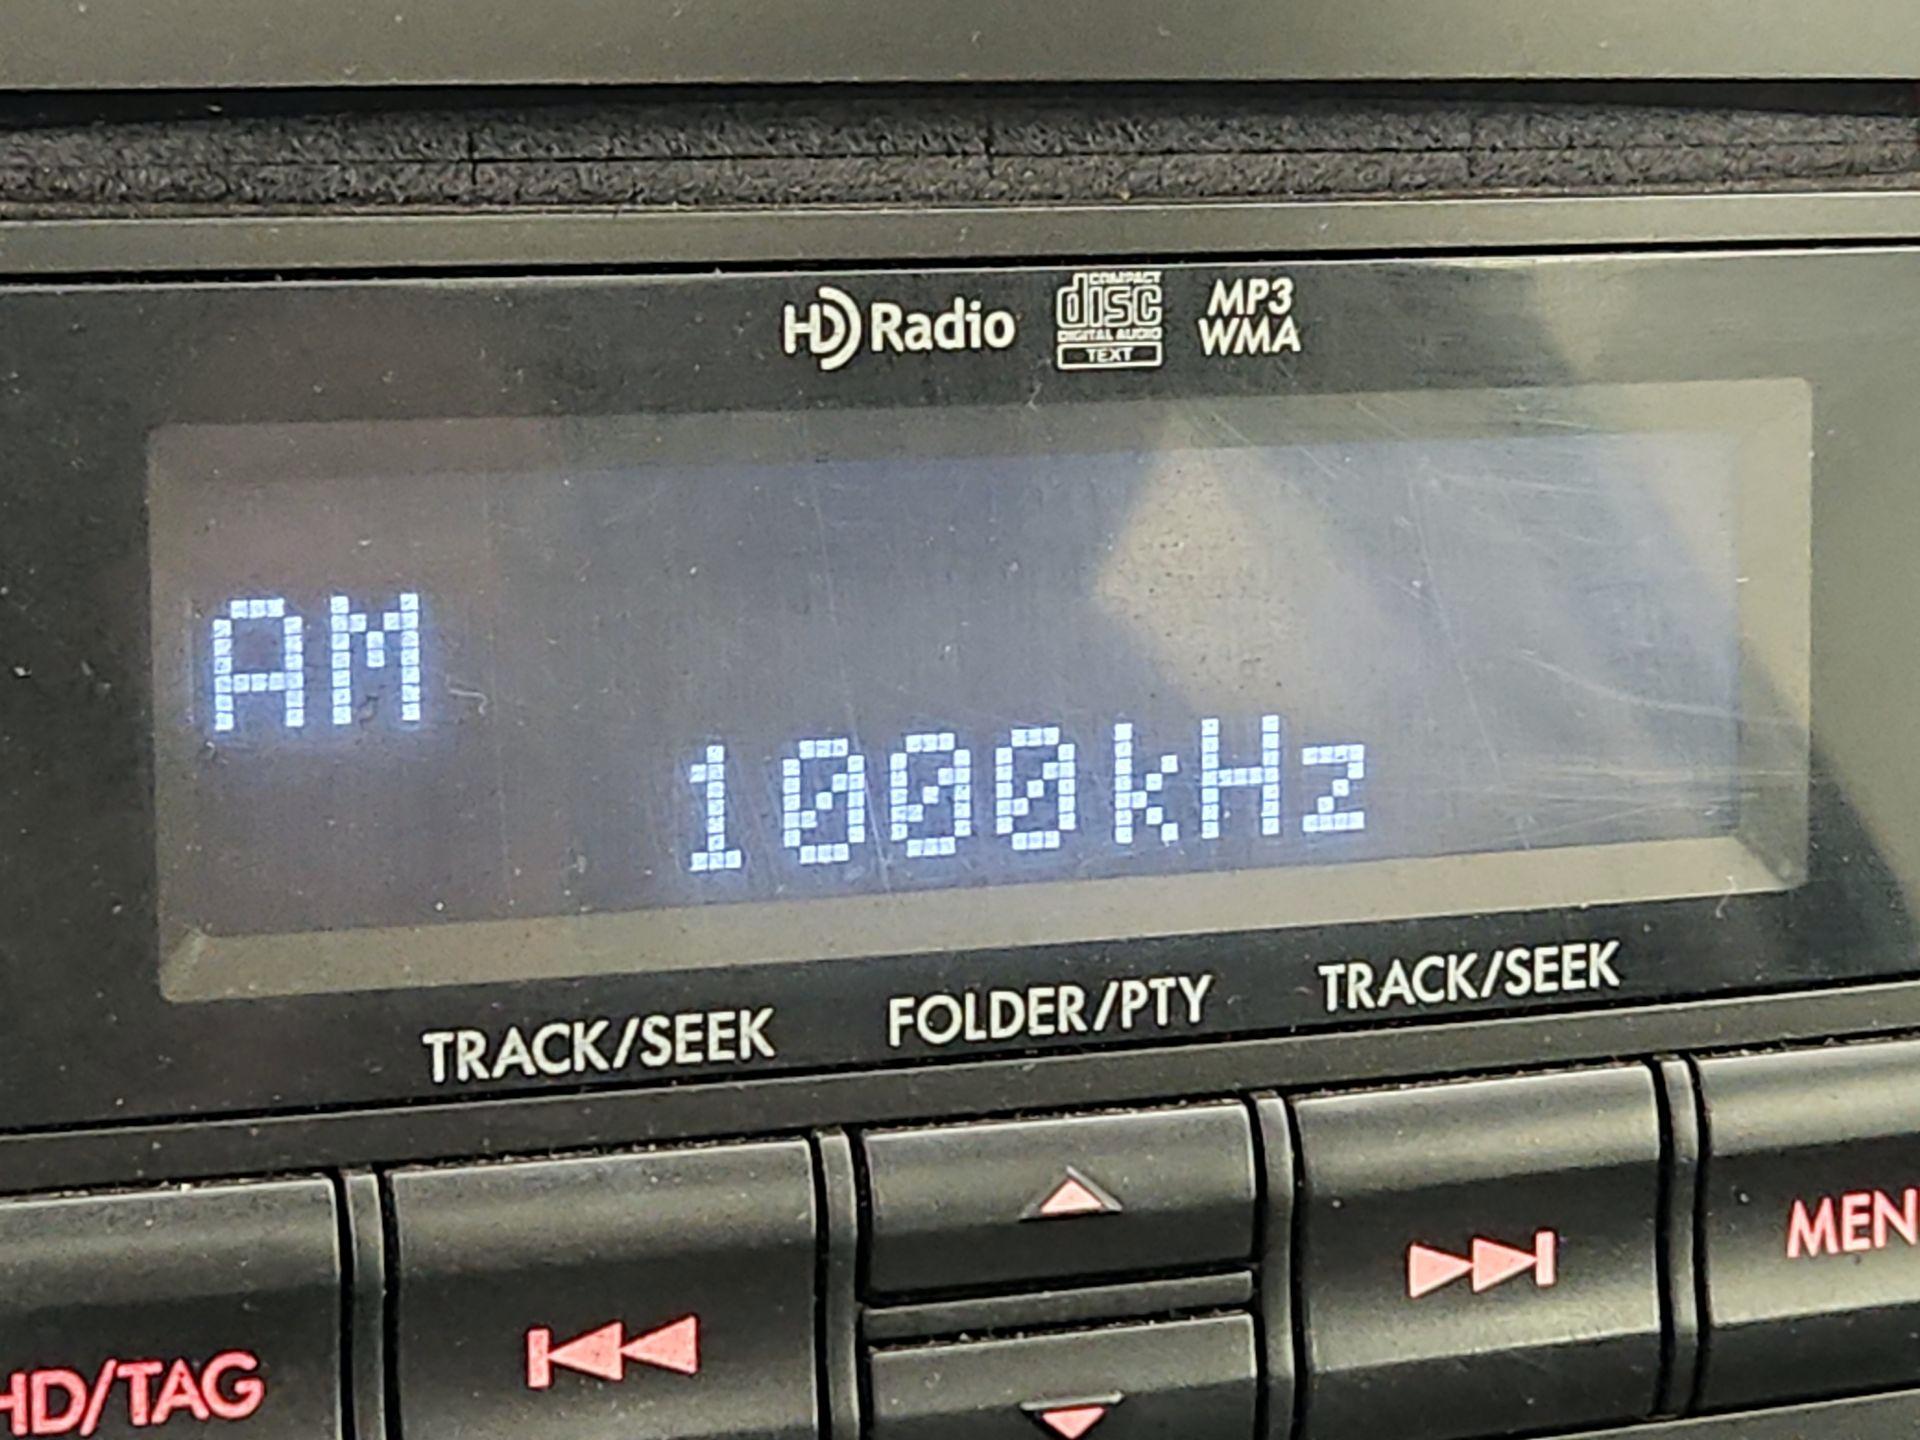 HD Radio
COMPACT
disc
DIGITAL AUDIO
TEXT
MP3
WMA
AM
1000kHz
TRACK/SEEK
FOLDER/PTY
TRACK/SEEK
MEN
HD/TAG